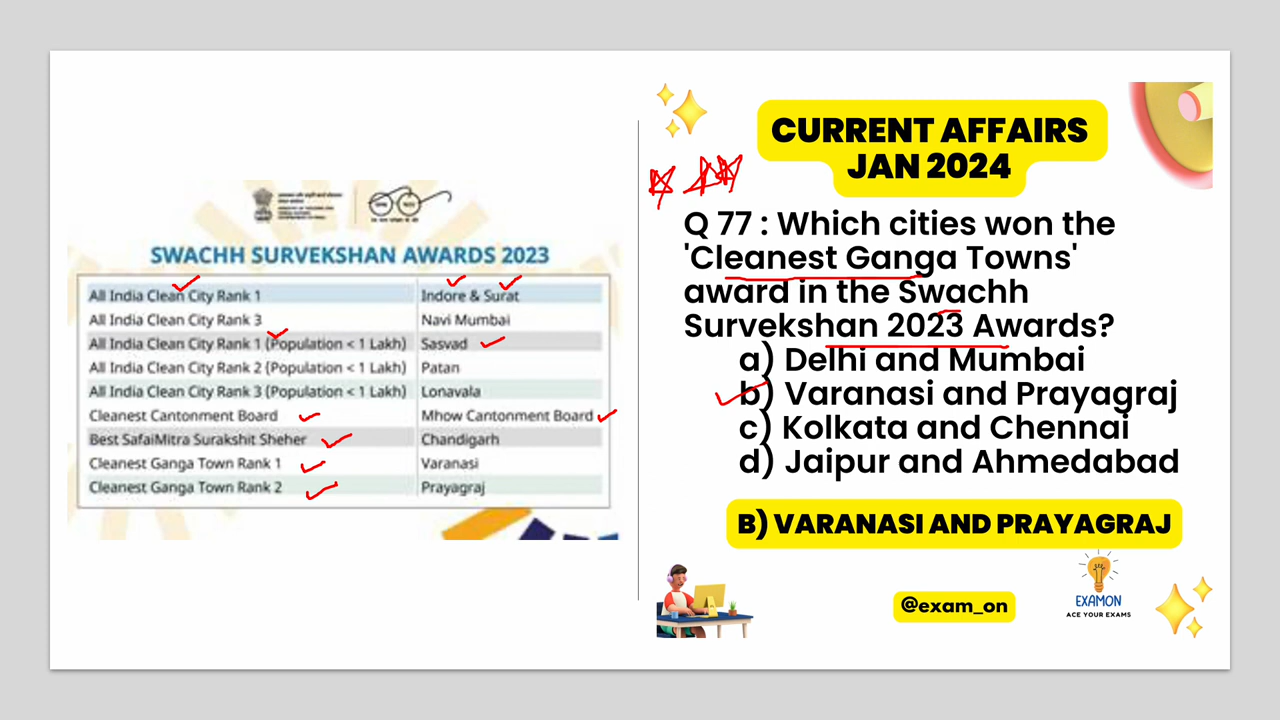 SWACHH SURVEKSHAN AWARDS 2023
All India Clean City Rank 1 Indore & Surat
All India Clean City Rank 3 Navi Mumbai
All India Clean City Rank 1 (Population < 1 Lakh) Sasvad
All India Clean City Rank 2 (Population < 1 Lakh) Patan
All India Clean City Rank 3 (Population < 1 Lakh) Lonavala
Cleanest Cantonment Board Mhow Cantonment Board
Best SafaiMitra Surakshit Sheher Chandigarh
Cleanest Ganga Town Rank 1 Varanasi
Cleanest Ganga Town Rank 2 Prayagraj
CURRENT AFFAIRS
JAN 2024
Q 77 : Which cities won the
'Cleanest Ganga Towns'
award in the Swachh
Survekshan 2023 Awards?
a) Delhi and Mumbai
b) Varanasi and Prayagraj
c) Kolkata and Chennai
d) Jaipur and Ahmedabad
B) VARANASI AND PRAYAGRAJ
@exam_on
EXAMON
ACE YOUR EXAMS